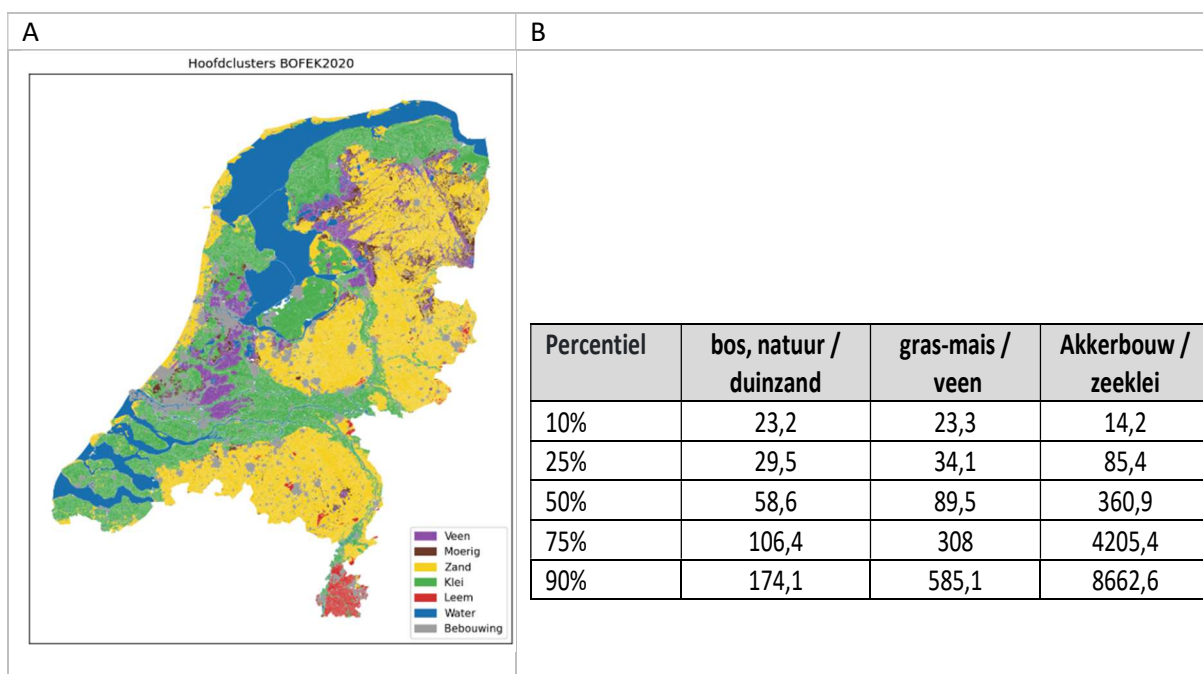 A
B
Hoofdclusters BOFEK2020
Veen
Moerig
Zand
Klei
Leem
Water
Bebouwing
Percentiel bos, natuur / gras-mais / Akkerbouw /
duinzand veen zeeklei
10% 23,2 23,3 14,2
25% 29,5 34,1 85,4
50% 58,6 89,5 360,9
75% 106,4 308 4205,4
90% 174,1 585,1 8662,6